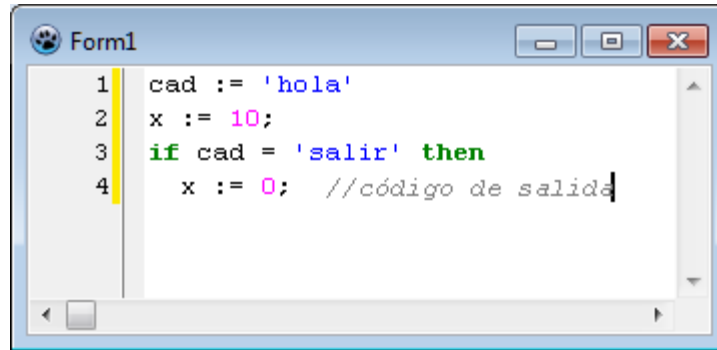 Form1
1 cad := 'hola'
2 x := 10;
3 if cad = 'salir' then
4 x := 0; //código de salida